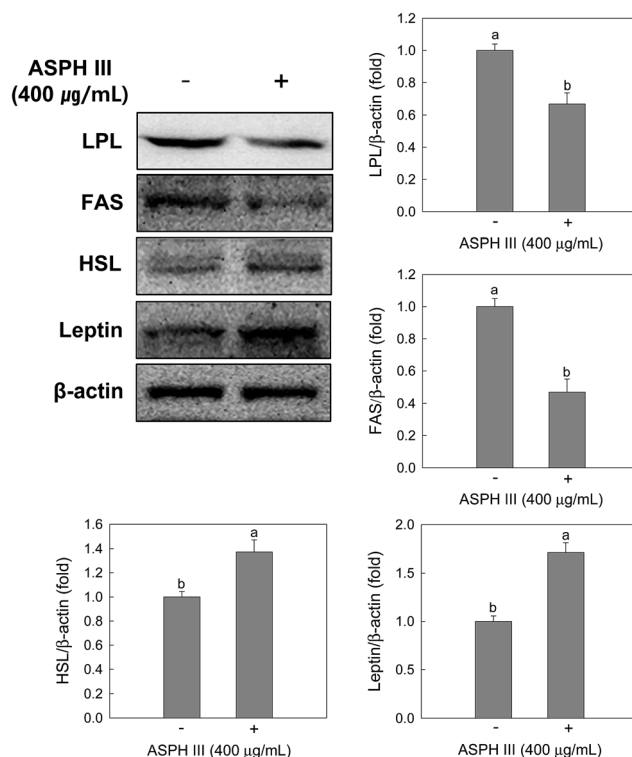 ASPH III
(400 μg/mL)
-
+
LPL
FAS
HSL
Leptin
β-actin
LPL/β-actin (fold)
1.2
1.0
0.8
0.6
0.4
0.2
0.0
a
b
-
+
ASPH III (400 μg/mL)
FAS/β-actin (fold)
1.2
1.0
0.8
0.6
0.4
0.2
0.0
a
b
-
+
ASPH III (400 μg/mL)
HSL/β-actin (fold)
1.6
1.4
1.2
1.0
0.8
0.6
0.4
0.2
0.0
b
a
-
+
ASPH III (400 μg/mL)
Leptin/β-actin (fold)
2.0
1.5
1.0
0.5
0.0
b
a
-
+
ASPH III (400 μg/mL)